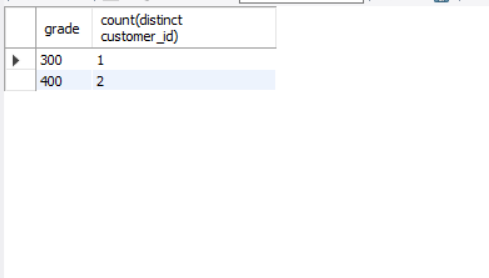 grade count(distinct
customer_id)
300 1
400 2